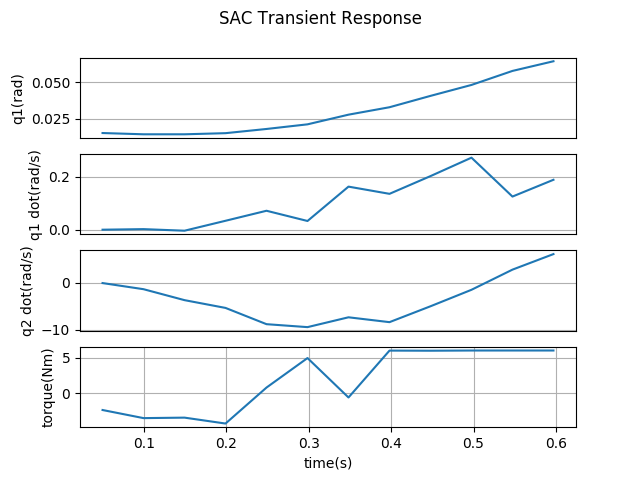 SAC Transient Response
q1(rad)
0.050
0.025
q1 dot(rad/s)
0.2
0.0
q2 dot(rad/s)
0
−10
torque(Nm)
5
0
0.1 0.2 0.3 0.4 0.5 0.6
time(s)